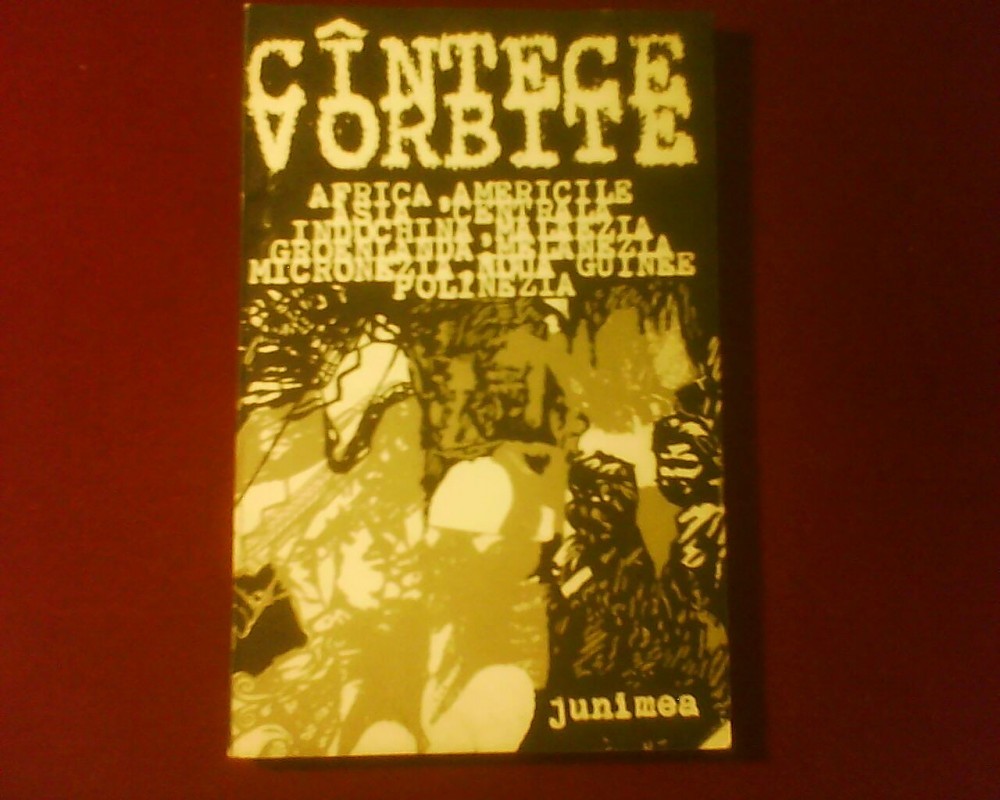 CÎNTECE
VORBITE
AFRICA, AMERICILE
ASIA CENTRALA
INDOCHINA, MALAEZIA
GROENLANDA, MELANEZIA
MICRONEZIA, NOUA GUINEE
POLINEZIA
junimea